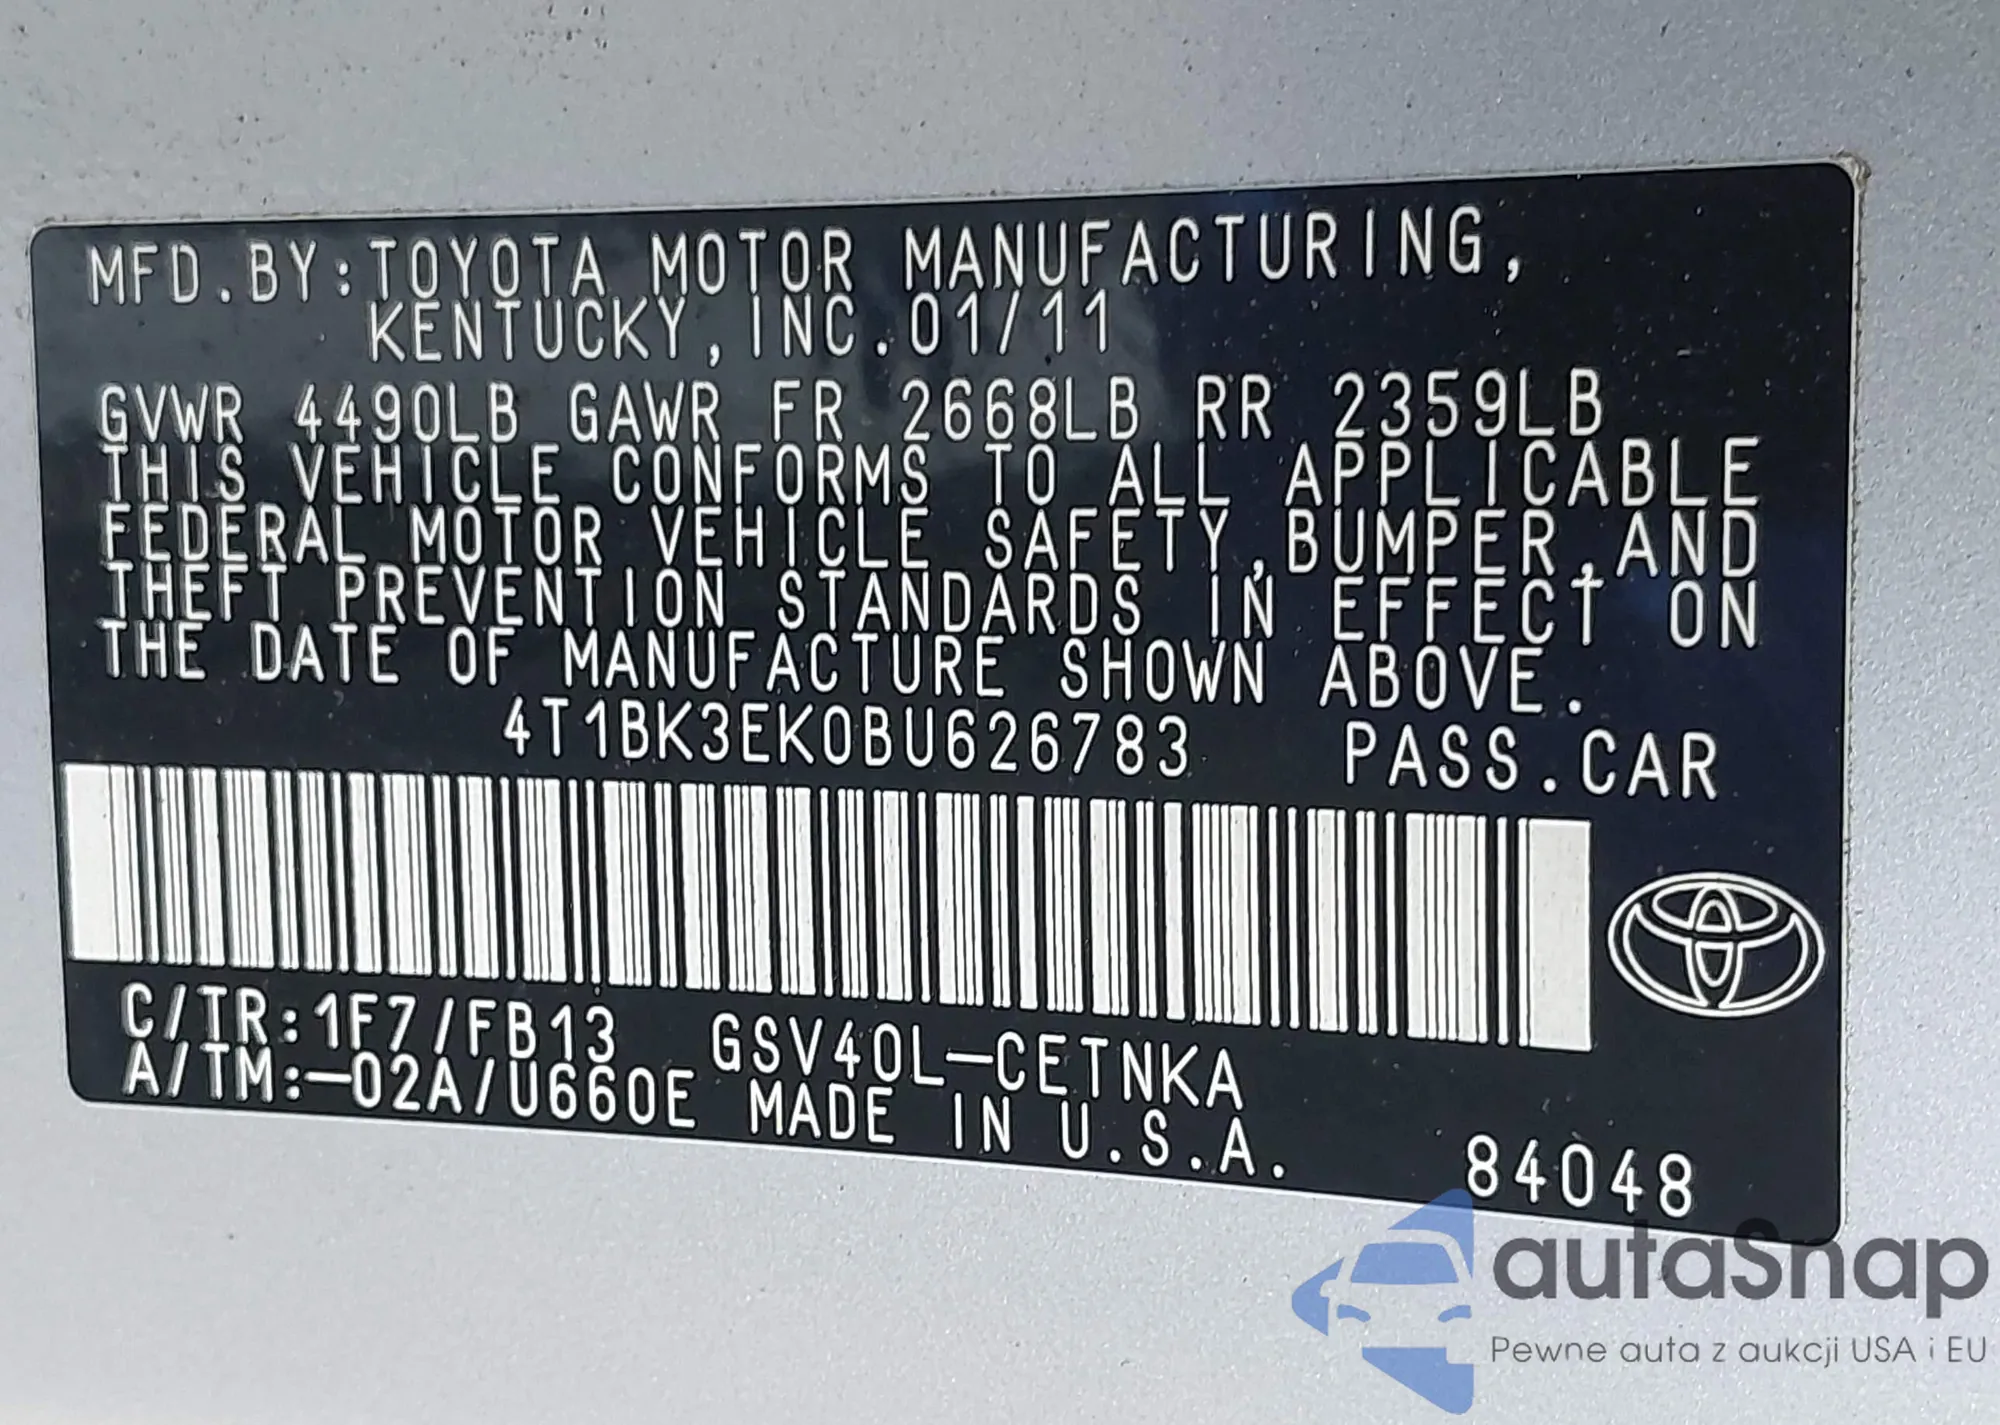 MFD.BY:TOYOTA MOTOR MANUFACTURING,
KENTUCKY,INC.01/11
GVWR 4490LB GAWR FR 2668LB RR 2359LB
THIS VEHICLE CONFORMS TO ALL APPLICABLE
FEDERAL MOTOR VEHICLE SAFETY,BUMPER,AND
THEFT PREVENTION STANDARDS IN EFFECT ON
THE DATE OF MANUFACTURE SHOWN ABOVE.
4T1BK3EK0BU626783 PASS.CAR
C/TR:1F7/FB13 GSV40L-CETNKA
A/TM:-02A/U660E MADE IN U.S.A.
84048
autaSnap
Pewne auta z aukcji USA i EU